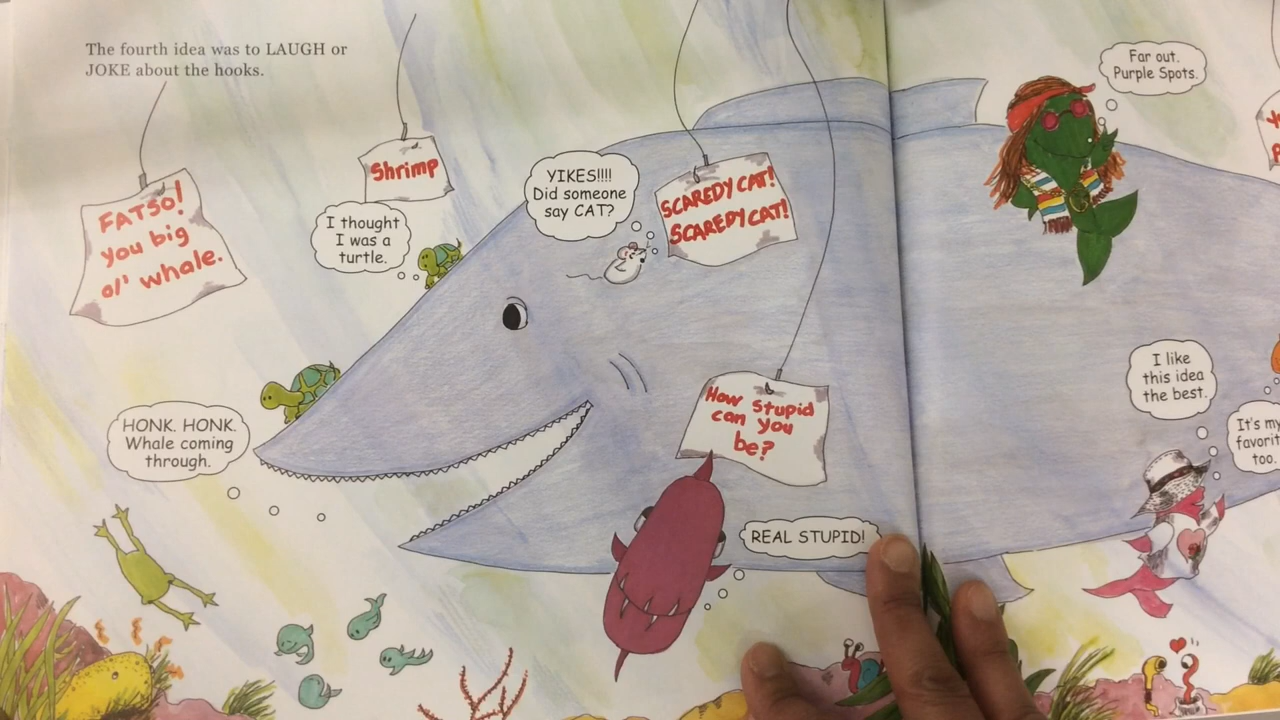 The fourth idea was to LAUGH or
JOKE about the hooks.
FATSO!
you big
ol' whale.
Shrimp
I thought
I was a
turtle.
YIKES!!!!
Did someone
say CAT?
SCAREDY CAT!
SCAREDY CAT!
Far out.
Purple Spots.
HONK. HONK.
Whale coming
through.
How stupid
can you
be?
REAL STUPID!
I like
this idea
the best.
It's my
favorit
too.